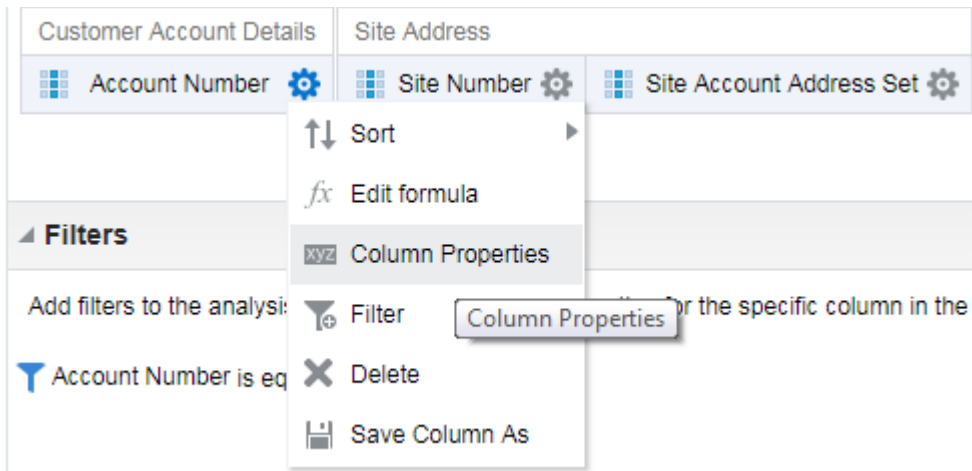 Customer Account Details Site Address
Account Number Site Number Site Account Address Set
Sort
fx Edit formula
Filters
xyz Column Properties
Add filters to the analysis for the specific column in the
Filter Column Properties
Account Number is eq
Delete
Save Column As